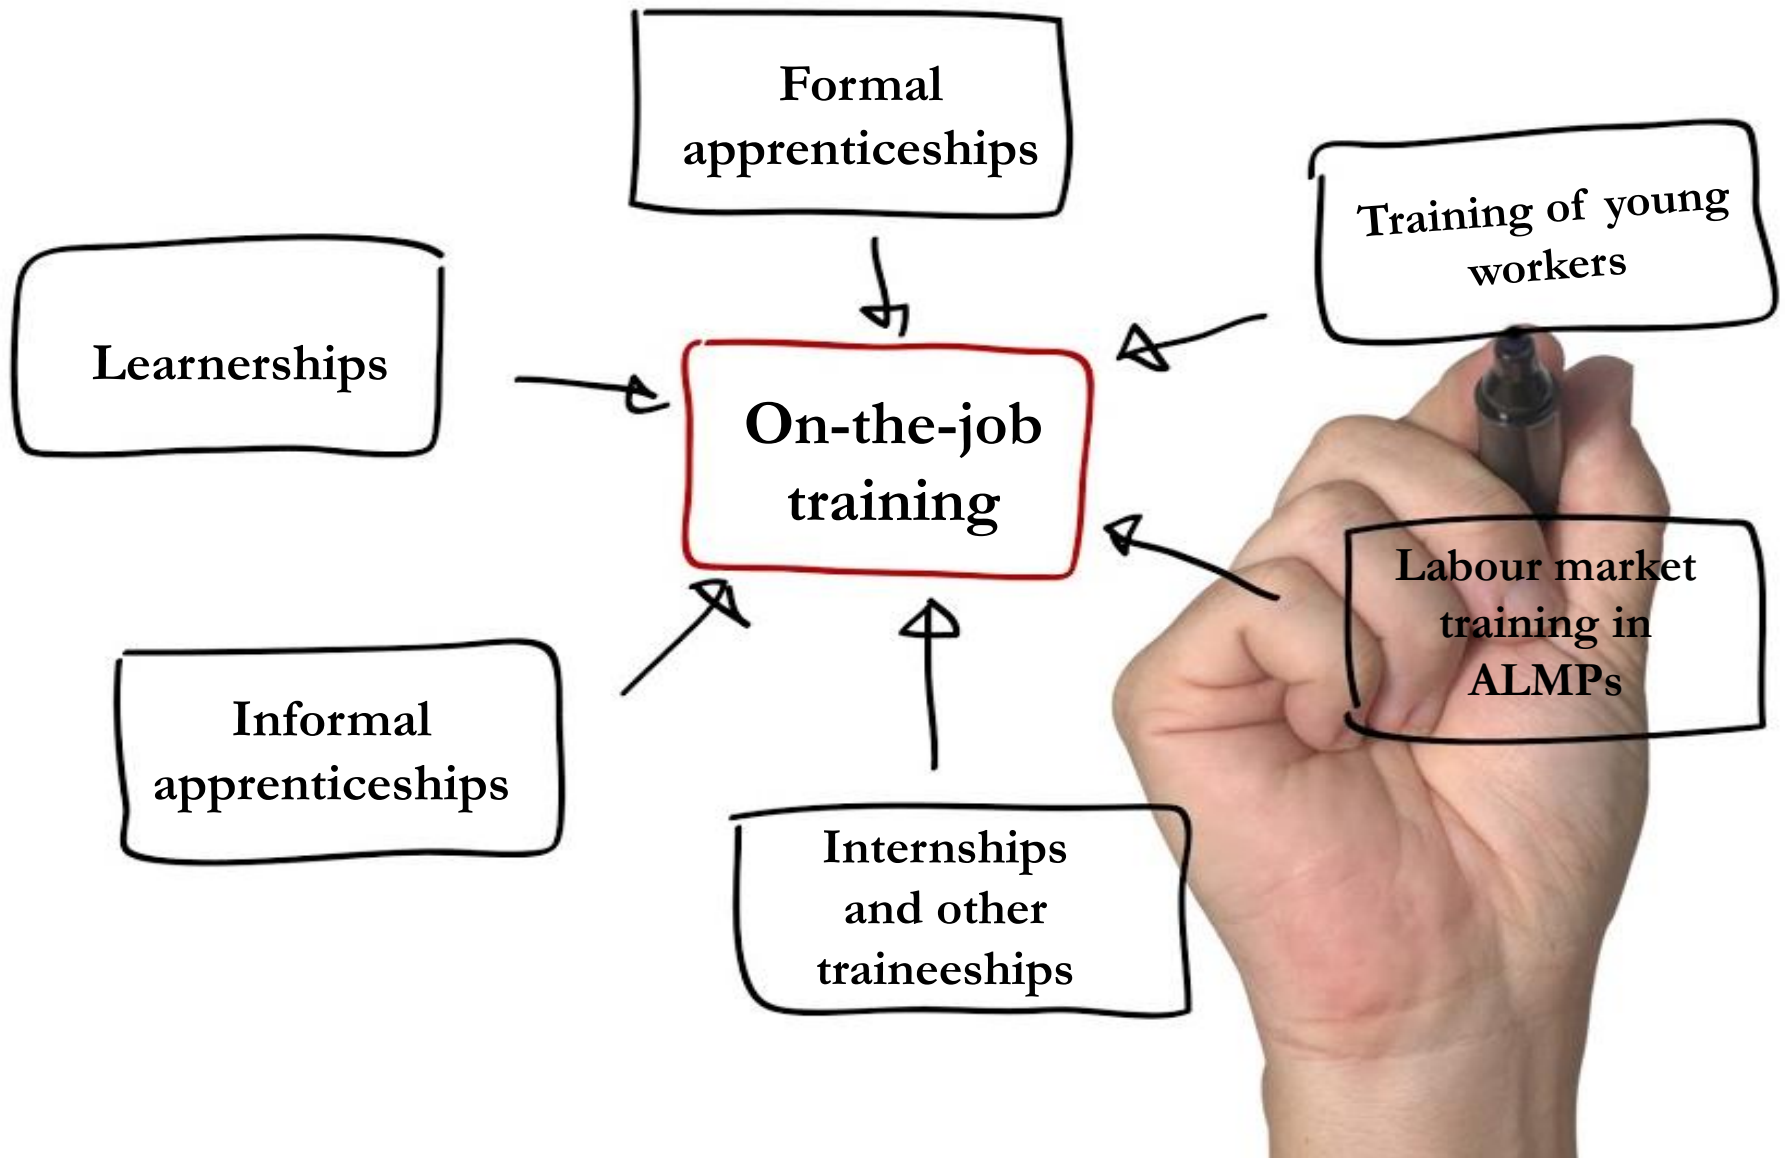 Formal
apprenticeships
Training of young
workers
Learnerships
On-the-job
training
Labour market
training in
ALMPs
Informal
apprenticeships
Internships
and other
traineeships